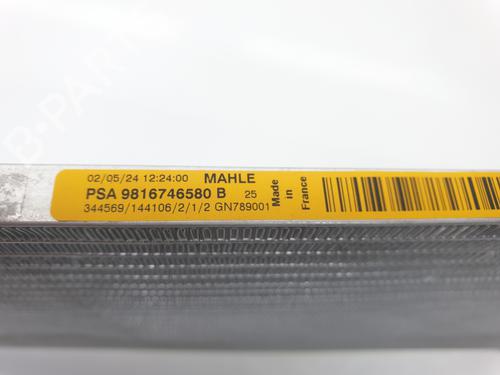 B-PARTS
02/05/24 12:24:00 MAHLE
PSA 9816746580 B 25
344569/144106/2/1/2 GN789001
Made
in
France